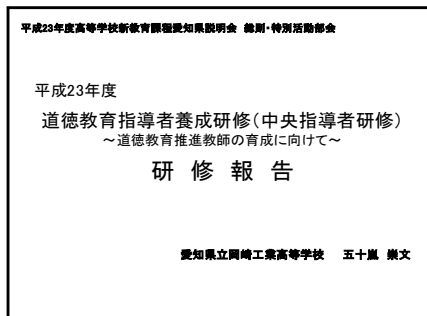 平成23年度高等学校新教育課程愛知県説明会 総則・特別活動部会
平成23年度
道徳教育指導者養成研修(中央指導者研修)
～道徳教育推進教師の育成に向けて～
研 修 報 告
愛知県立岡崎工業高等学校　五十嵐 崇文